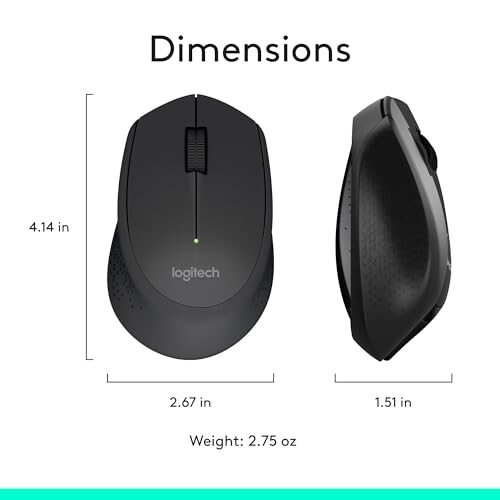 Dimensions
4.14 in
logitech
2.67 in
1.51 in
Weight: 2.75 oz